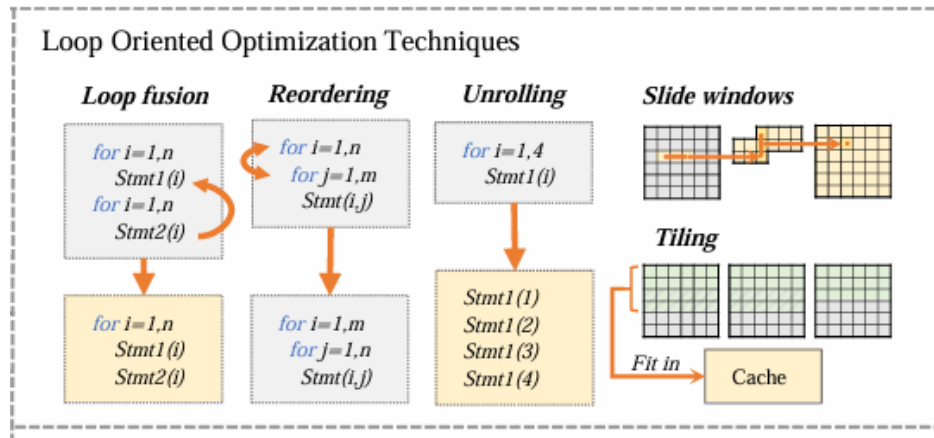 Loop Oriented Optimization Techniques
Loop fusion
for i=1,n
Stmt1(i)
for i=1,n
Stmt2(i)
for i=1,n
Stmt1(i)
Stmt2(i)
Reordering
for i=1,n
for j=1,m
Stmt(i,j)
for i=1,m
for j=1,n
Stmt(i,j)
Unrolling
for i=1,4
Stmt1(i)
Stmt1(1)
Stmt1(2)
Stmt1(3)
Stmt1(4)
Slide windows
Tiling
Fit in
Cache